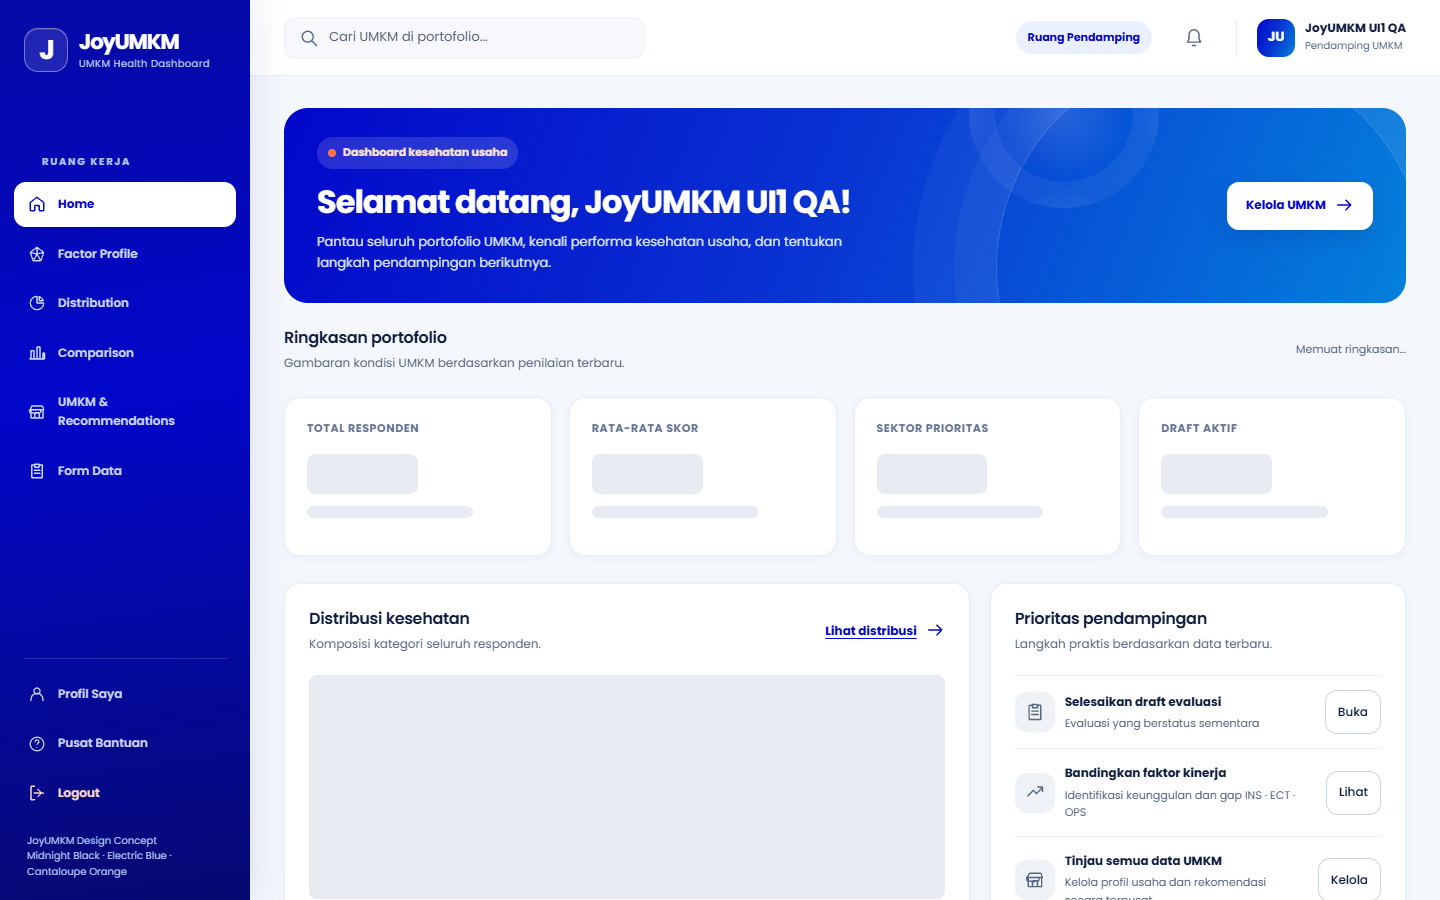 J
JoyUMKM
UMKM Health Dashboard
RUANG KERJA
Home
Factor Profile
Distribution
Comparison
UMKM &
Recommendations
Form Data
Profil Saya
Pusat Bantuan
Logout
JoyUMKM Design Concept
Midnight Black · Electric Blue ·
Cantaloupe Orange
Cari UMKM di portofolio...
Ruang Pendamping
JU
JoyUMKM UI1 QA
Pendamping UMKM
Dashboard kesehatan usaha
Selamat datang, JoyUMKM UI1 QA!
Pantau seluruh portofolio UMKM, kenali performa kesehatan usaha, dan tentukan
langkah pendampingan berikutnya.
Kelola UMKM
Ringkasan portofolio
Gambaran kondisi UMKM berdasarkan penilaian terbaru.
Memuat ringkasan...
TOTAL RESPONDEN
RATA-RATA SKOR
SEKTOR PRIORITAS
DRAFT AKTIF
Distribusi kesehatan
Komposisi kategori seluruh responden.
Lihat distribusi
Prioritas pendampingan
Langkah praktis berdasarkan data terbaru.
Selesaikan draft evaluasi
Evaluasi yang berstatus sementara
Buka
Bandingkan faktor kinerja
Identifikasi keunggulan dan gap INS · ECT ·
OPS
Lihat
Tinjau semua data UMKM
Kelola profil usaha dan rekomendasi
secara terpusat
Kelola